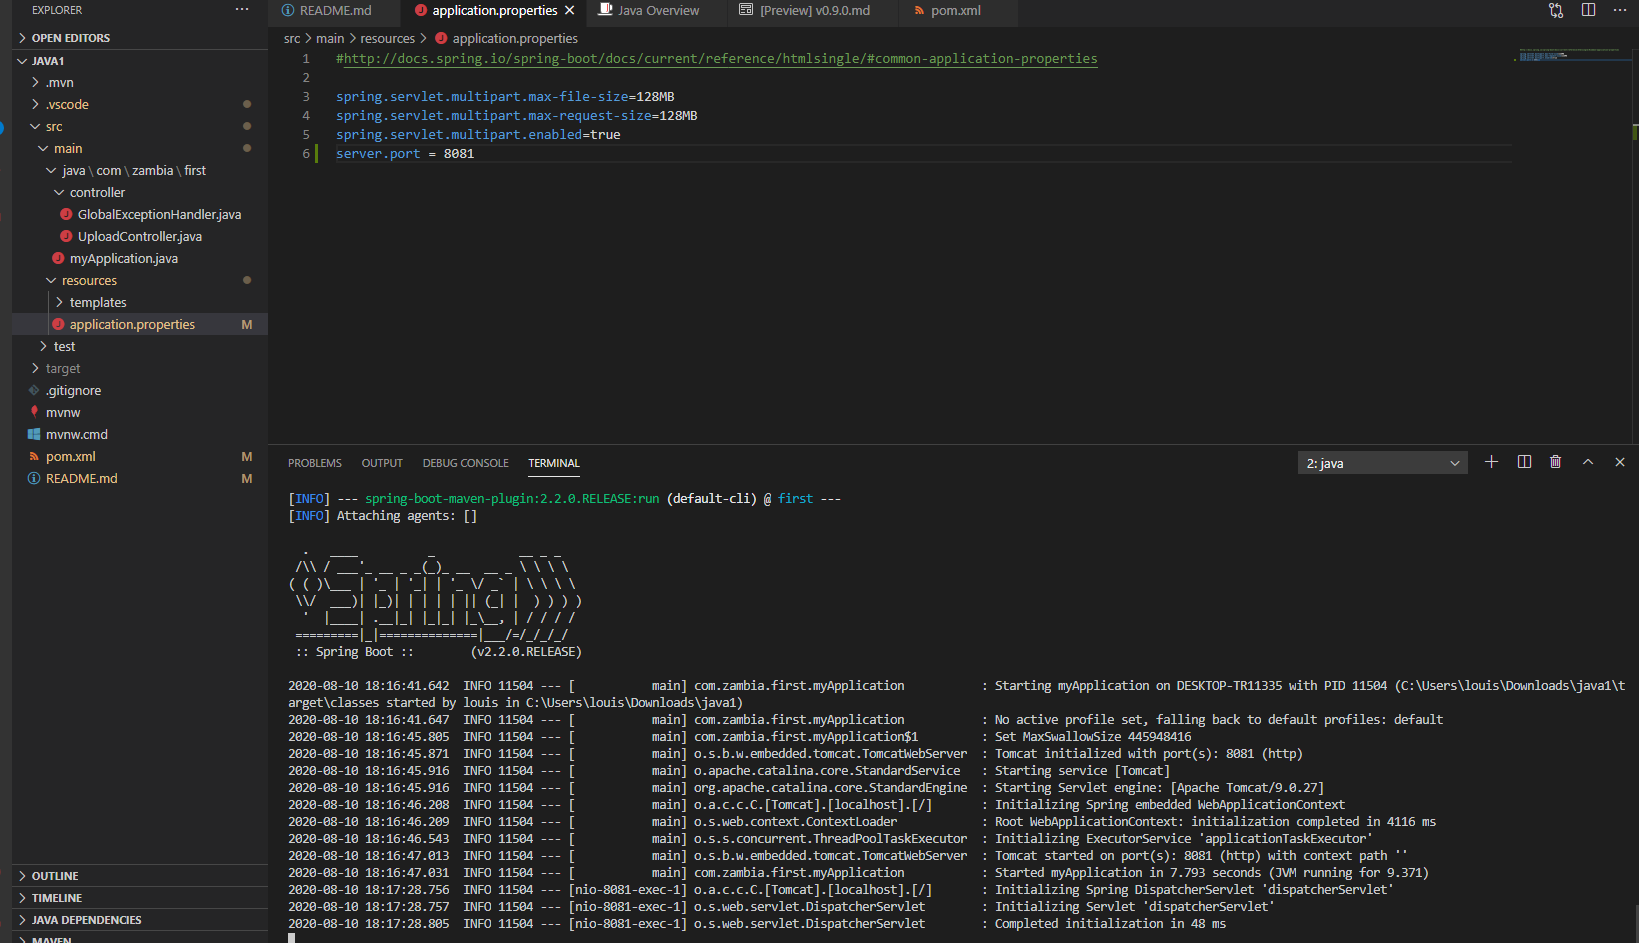 EXPLORER
OPEN EDITORS
JAVA1
.mvn
.vscode
src
main
java\com\zambia\first
controller
GlobalExceptionHandler.java
UploadController.java
myApplication.java
resources
templates
application.properties M
test
target
.gitignore
mvnw
mvnw.cmd
pom.xml M
README.md M
OUTLINE
TIMELINE
JAVA DEPENDENCIES
MAVEN
README.md application.properties Java Overview [Preview] v0.9.0.md pom.xml
src > main > resources > application.properties
1 #http://docs.spring.io/spring-boot/docs/current/reference/htmlsingle/#common-application-properties
2
3 spring.servlet.multipart.max-file-size=128MB
4 spring.servlet.multipart.max-request-size=128MB
5 spring.servlet.multipart.enabled=true
6 server.port = 8081
PROBLEMS OUTPUT DEBUG CONSOLE TERMINAL 2: java
[INFO] --- spring-boot-maven-plugin:2.2.0.RELEASE:run (default-cli) @ first ---
[INFO] Attaching agents: []
  .   ____          _            __ _ _
 /\\ / ___'_ __ _ _(_)_ __  __ _ \ \ \ \
( ( )\___ | '_ | '_| | '_ \/ _` | \ \ \ \
 \\/  ___)| |_)| | | | | || (_| |  ) ) ) )
  '  |____| .__|_| |_|_| |_\__, | / / / /
 =========|_|==============|___/=/_/_/_/
 :: Spring Boot ::        (v2.2.0.RELEASE)
2020-08-10 18:16:41.642  INFO 11504 --- [           main] com.zambia.first.myApplication           : Starting myApplication on DESKTOP-TR11335 with PID 11504 (C:\Users\louis\Downloads\java1\t
arget\classes started by louis in C:\Users\louis\Downloads\java1)
2020-08-10 18:16:41.647  INFO 11504 --- [           main] com.zambia.first.myApplication           : No active profile set, falling back to default profiles: default
2020-08-10 18:16:45.805  INFO 11504 --- [           main] com.zambia.first.myApplication$1         : Set MaxSwallowSize 445948416
2020-08-10 18:16:45.871  INFO 11504 --- [           main] o.s.b.w.embedded.tomcat.TomcatWebServer  : Tomcat initialized with port(s): 8081 (http)
2020-08-10 18:16:45.916  INFO 11504 --- [           main] o.apache.catalina.core.StandardService   : Starting service [Tomcat]
2020-08-10 18:16:45.916  INFO 11504 --- [           main] org.apache.catalina.core.StandardEngine  : Starting Servlet engine: [Apache Tomcat/9.0.27]
2020-08-10 18:16:46.208  INFO 11504 --- [           main] o.a.c.c.C.[Tomcat].[localhost].[/]       : Initializing Spring embedded WebApplicationContext
2020-08-10 18:16:46.209  INFO 11504 --- [           main] o.s.web.context.ContextLoader            : Root WebApplicationContext: initialization completed in 4116 ms
2020-08-10 18:16:46.543  INFO 11504 --- [           main] o.s.s.concurrent.ThreadPoolTaskExecutor  : Initializing ExecutorService 'applicationTaskExecutor'
2020-08-10 18:16:47.013  INFO 11504 --- [           main] o.s.b.w.embedded.tomcat.TomcatWebServer  : Tomcat started on port(s): 8081 (http) with context path ''
2020-08-10 18:16:47.031  INFO 11504 --- [           main] com.zambia.first.myApplication           : Started myApplication in 7.793 seconds (JVM running for 9.371)
2020-08-10 18:17:28.756  INFO 11504 --- [nio-8081-exec-1] o.a.c.c.C.[Tomcat].[localhost].[/]       : Initializing Spring DispatcherServlet 'dispatcherServlet'
2020-08-10 18:17:28.757  INFO 11504 --- [nio-8081-exec-1] o.s.web.servlet.DispatcherServlet        : Initializing Servlet 'dispatcherServlet'
2020-08-10 18:17:28.805  INFO 11504 --- [nio-8081-exec-1] o.s.web.servlet.DispatcherServlet        : Completed initialization in 48 ms